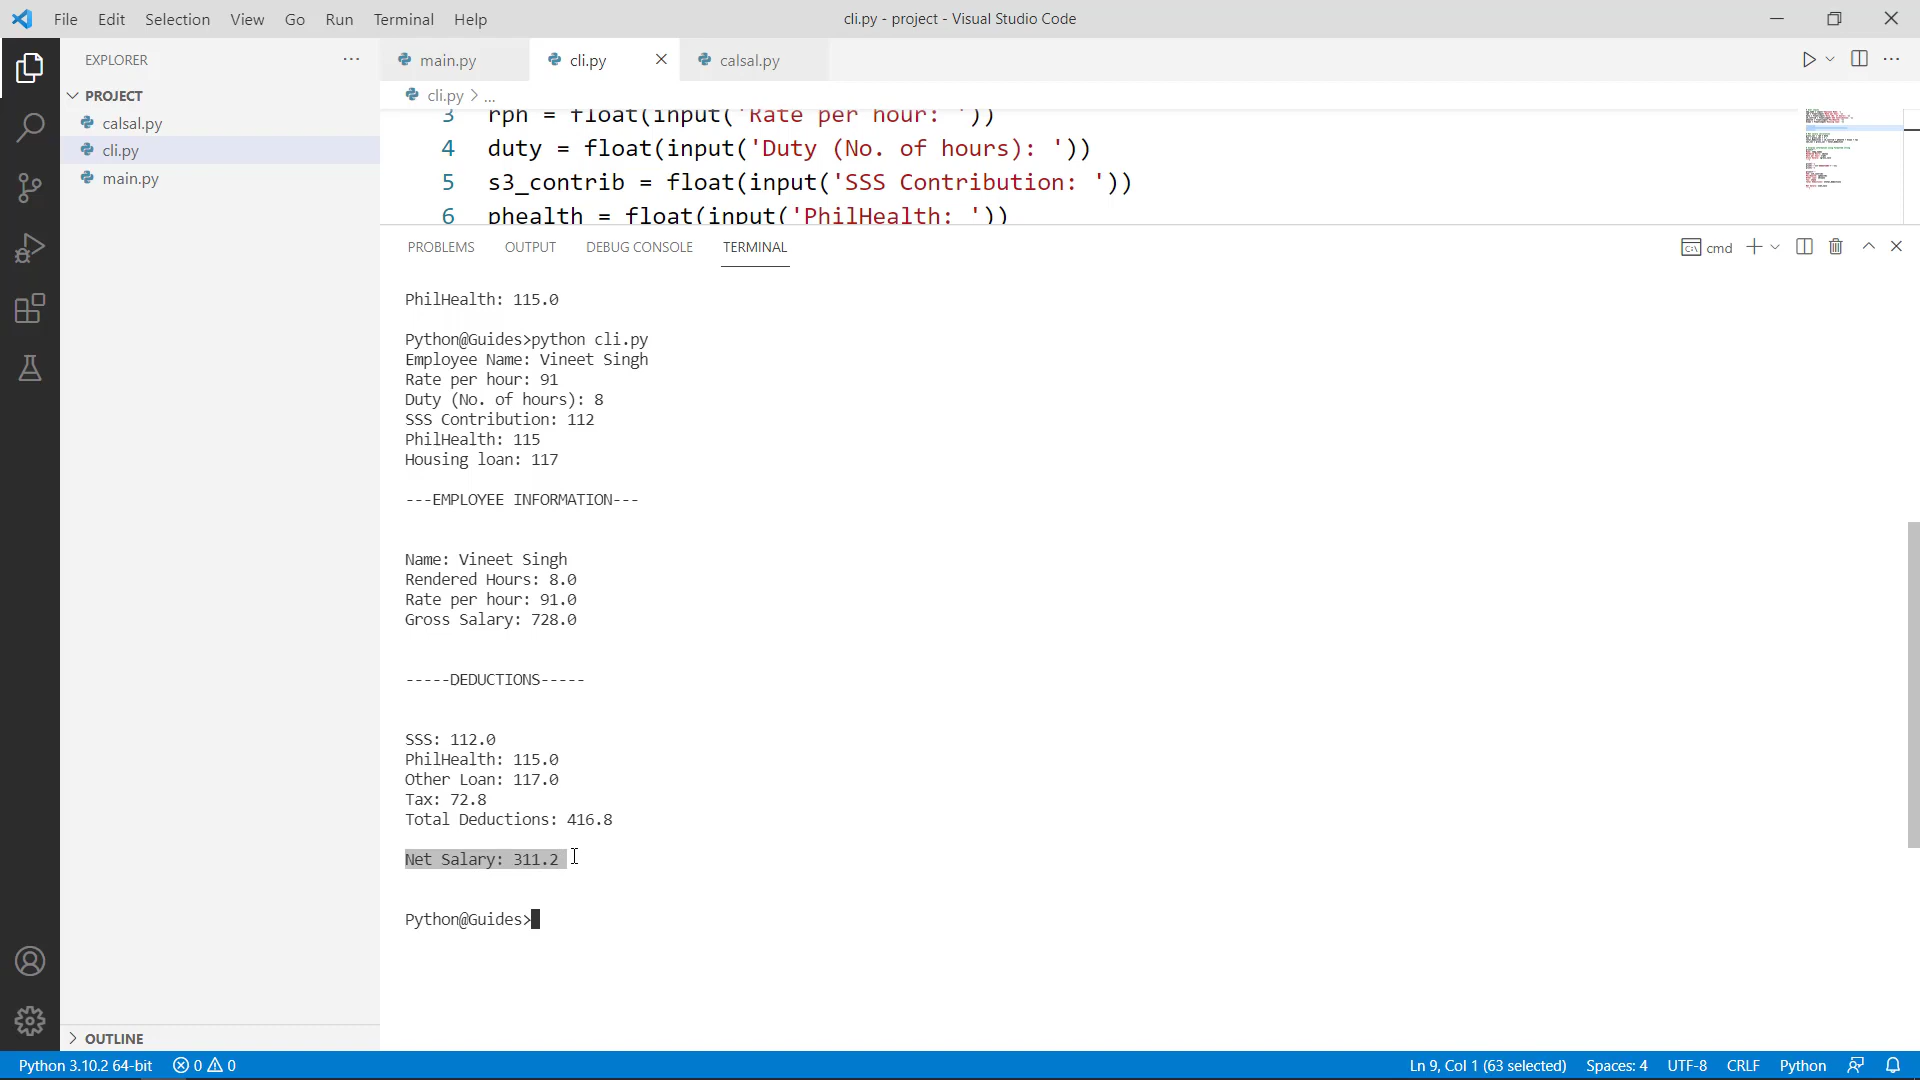 File Edit Selection View Go Run Terminal Help
cli.py - project - Visual Studio Code
EXPLORER
PROJECT
calsal.py
cli.py
main.py
OUTLINE
main.py
cli.py
calsal.py
cli.py > ...
3 rph = float(input('Rate per hour: '))
4 duty = float(input('Duty (No. of hours): '))
5 s3_contrib = float(input('SSS Contribution: '))
6 phealth = float(input('PhilHealth: '))
PROBLEMS OUTPUT DEBUG CONSOLE TERMINAL
cmd
PhilHealth: 115.0
Python@Guides>python cli.py
Employee Name: Vineet Singh
Rate per hour: 91
Duty (No. of hours): 8
SSS Contribution: 112
PhilHealth: 115
Housing loan: 117
---EMPLOYEE INFORMATION---
Name: Vineet Singh
Rendered Hours: 8.0
Rate per hour: 91.0
Gross Salary: 728.0
-----DEDUCTIONS-----
SSS: 112.0
PhilHealth: 115.0
Other Loan: 117.0
Tax: 72.8
Total Deductions: 416.8
Net Salary: 311.2
Python@Guides>
Python 3.10.2 64-bit 0 0
Ln 9, Col 1 (63 selected) Spaces: 4 UTF-8 CRLF Python